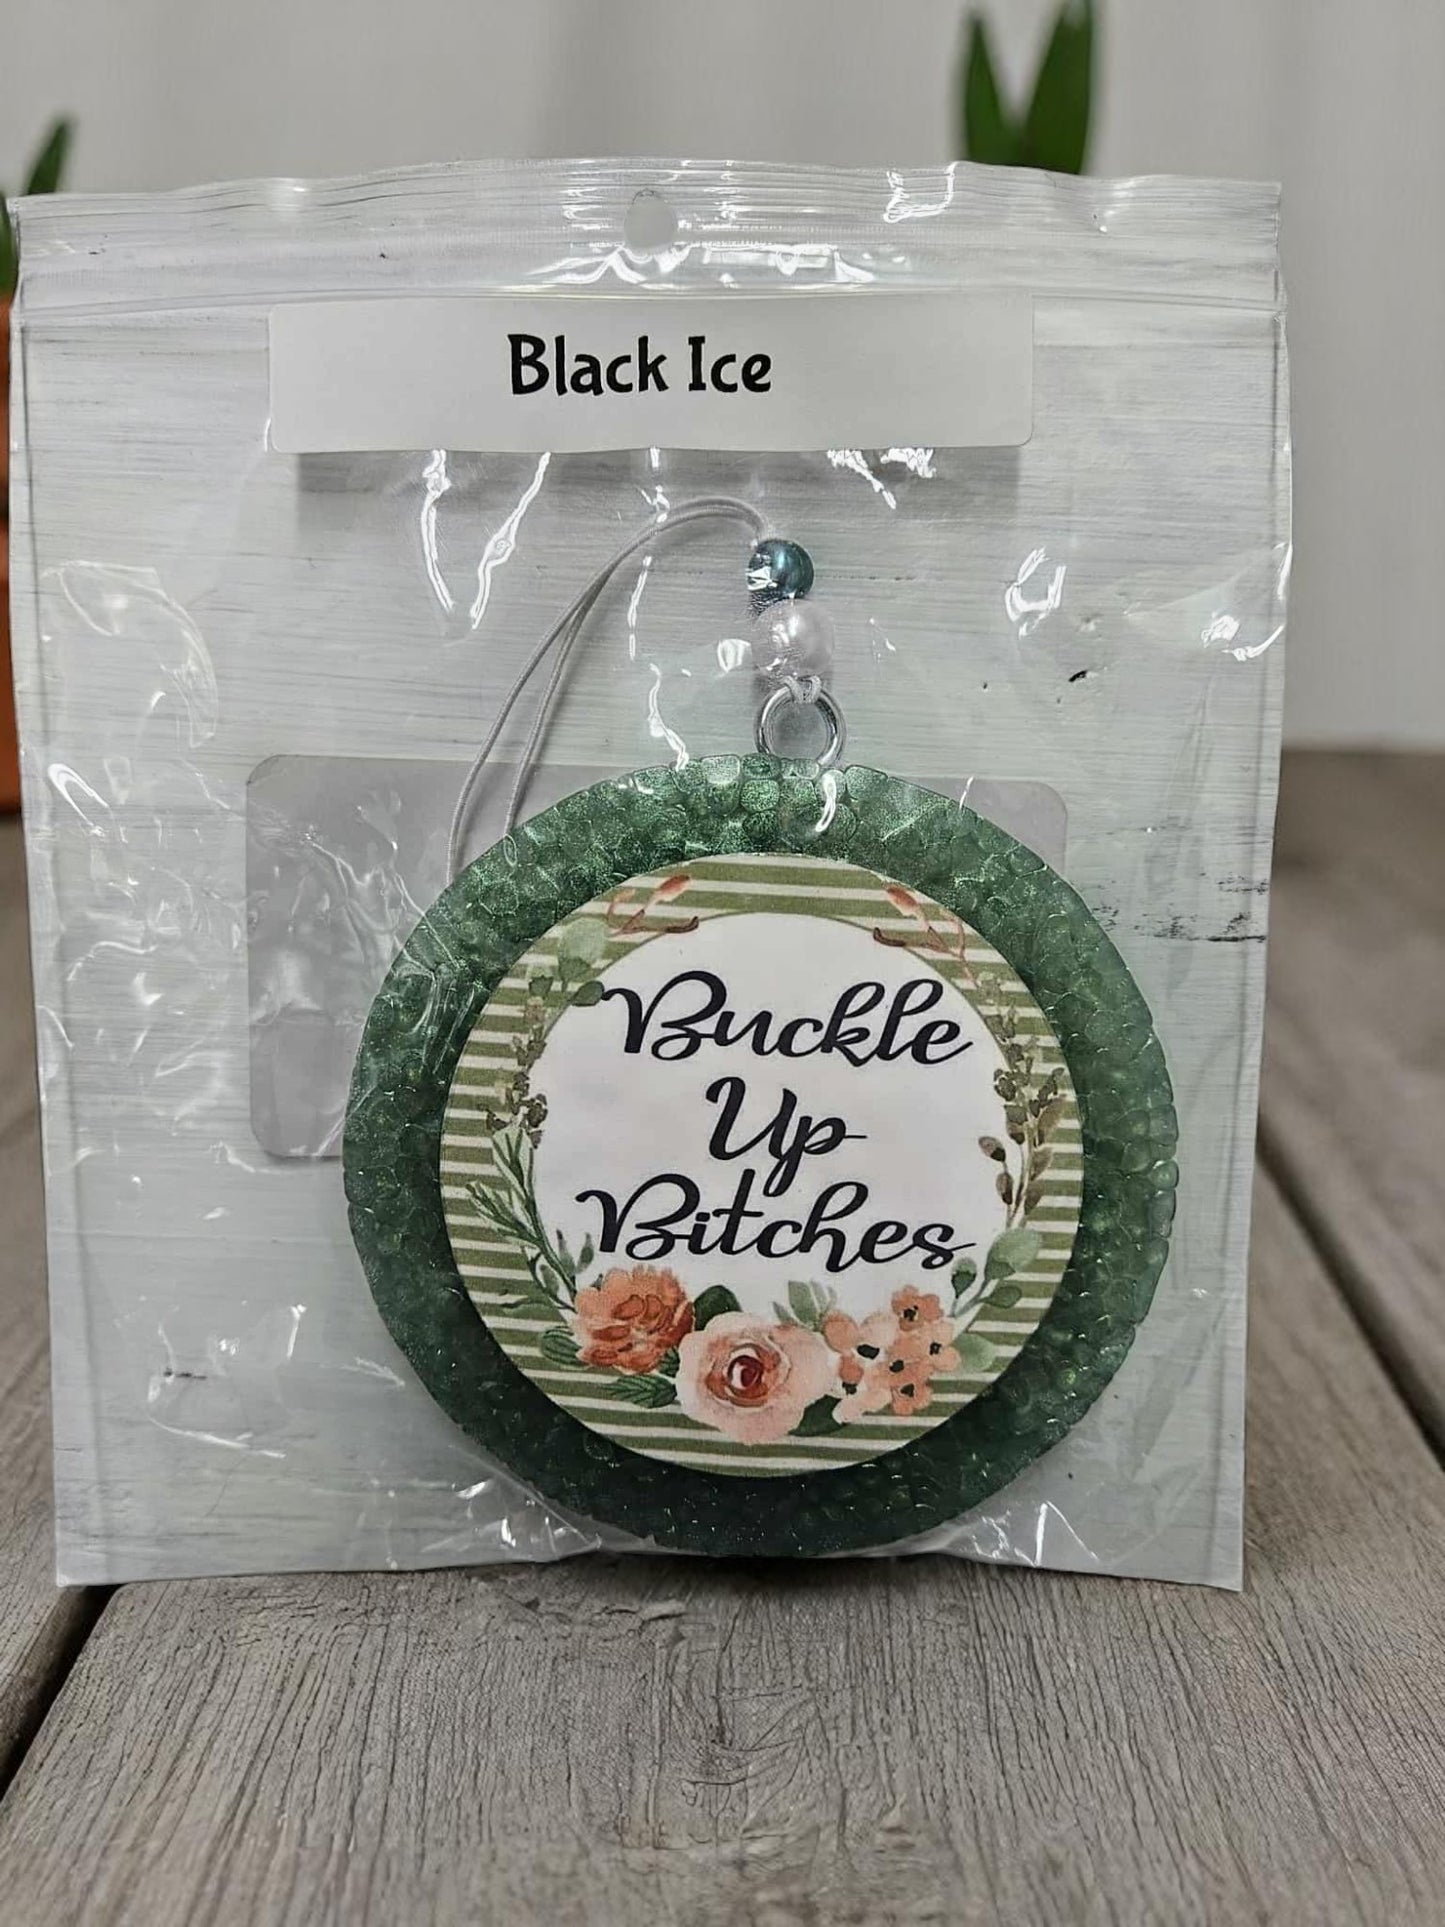 Black Ice
Buckle
Up
Bitches